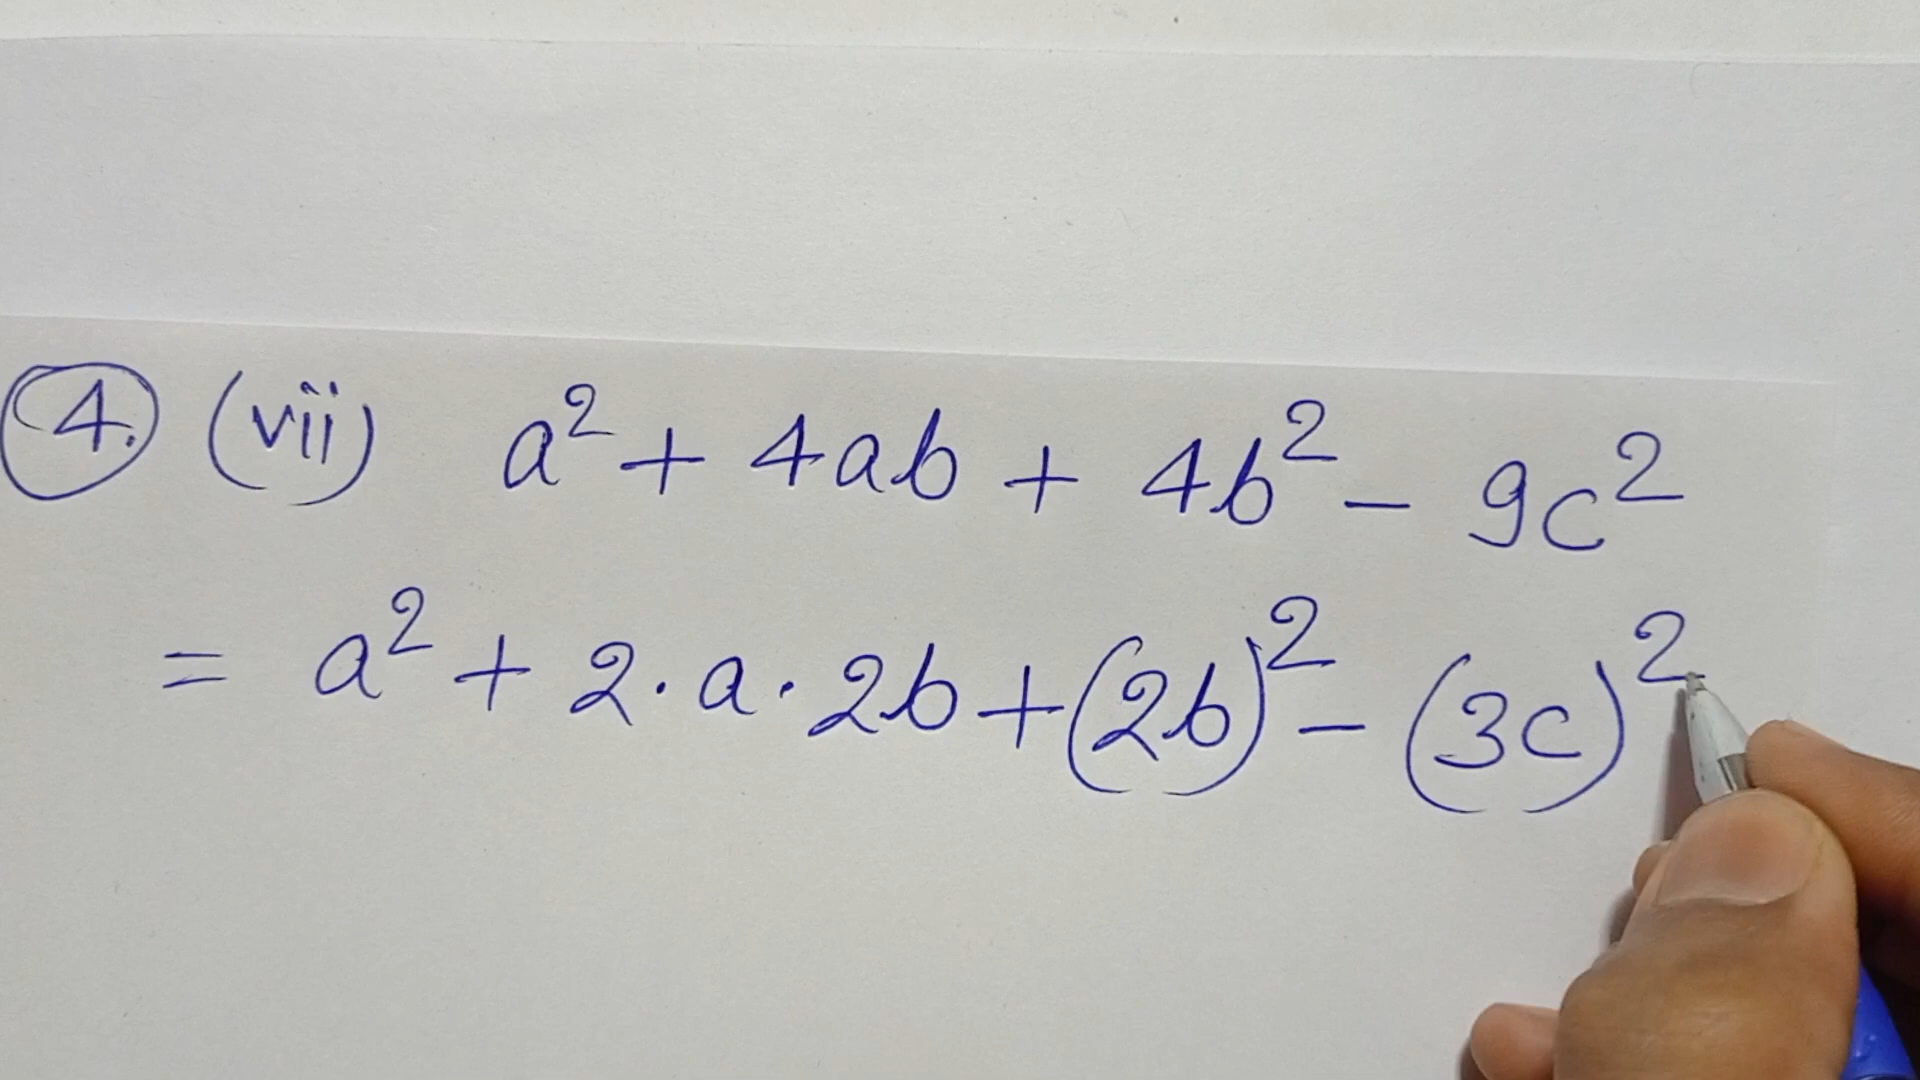 4. (vii) a² + 4ab + 4b² - 9c²
= a² + 2·a·2b + (2b)² - (3c)²